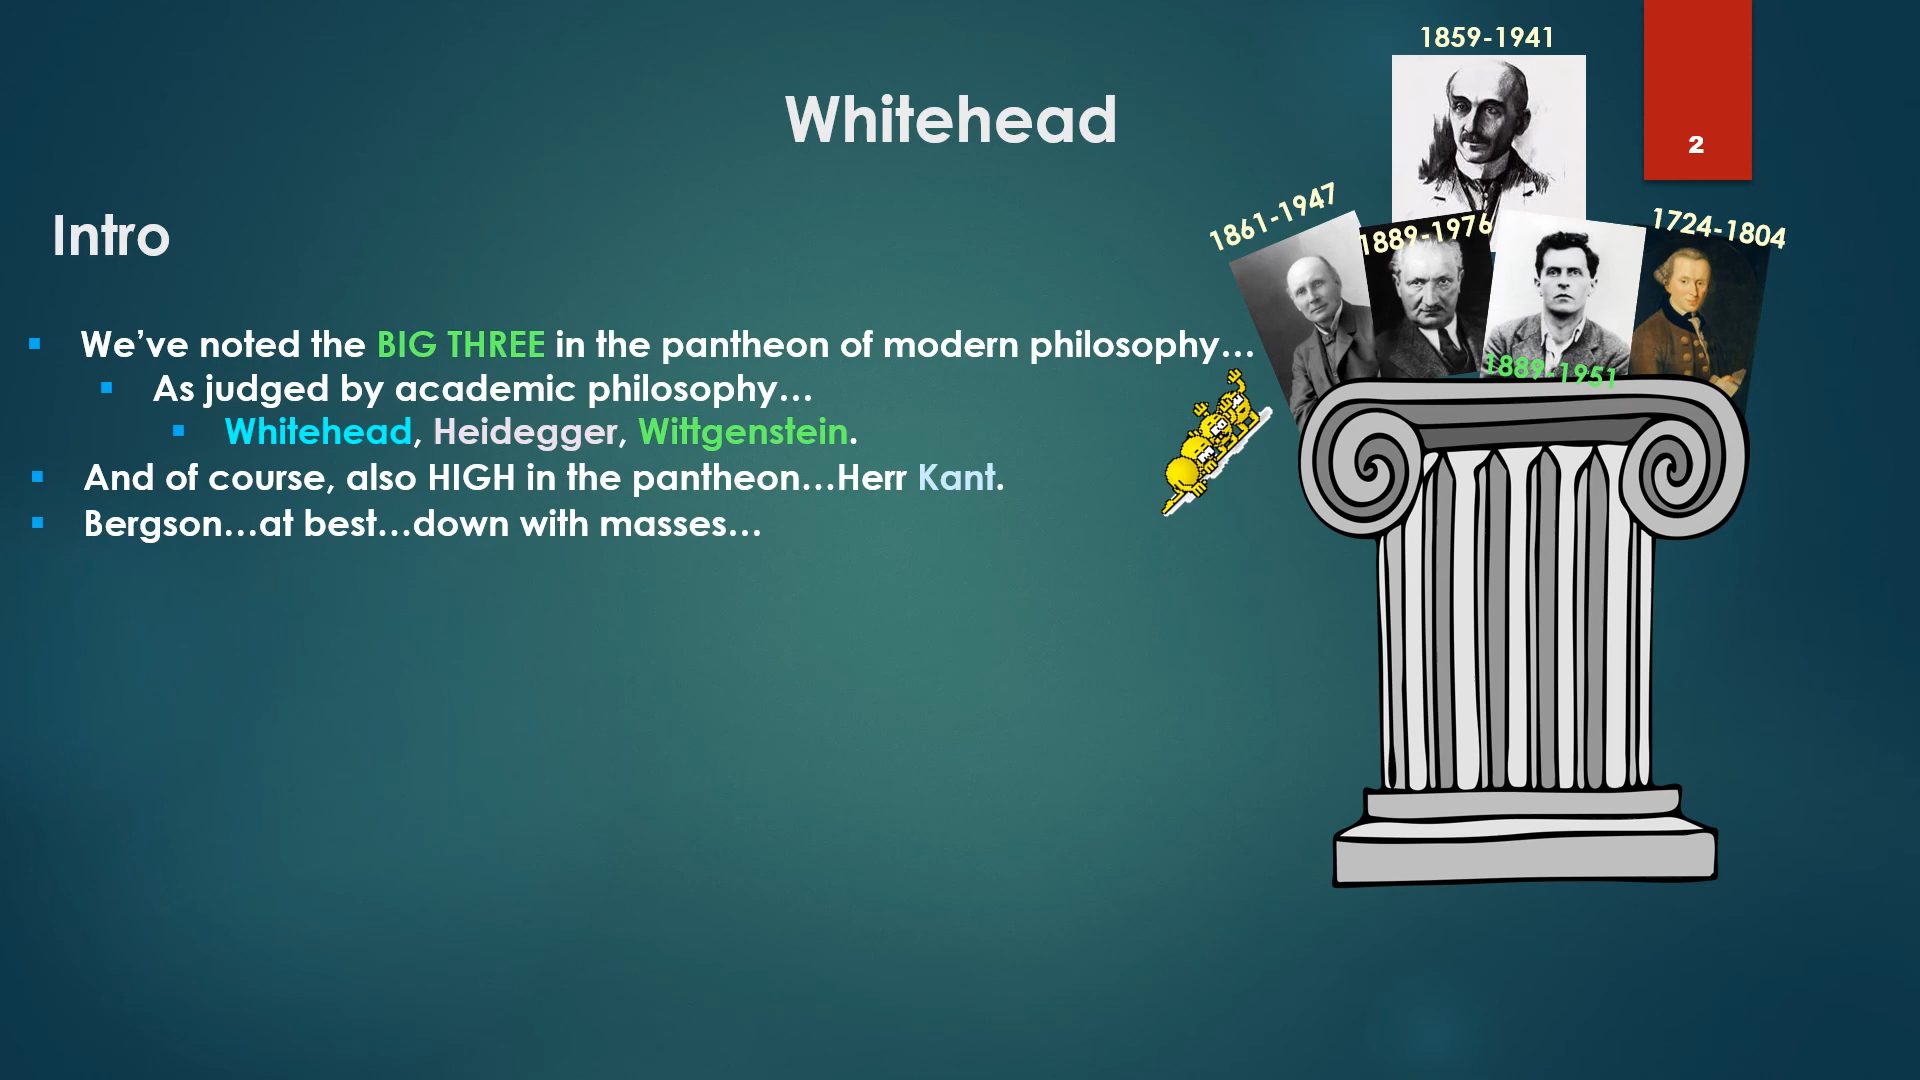 1859-1941
Whitehead
2
1861-1947
1889-1976
1724-1804
Intro
We’ve noted the BIG THREE in the pantheon of modern philosophy…
1889-1951
As judged by academic philosophy…
Whitehead, Heidegger, Wittgenstein.
And of course, also HIGH in the pantheon…Herr Kant.
Bergson…at best…down with masses…